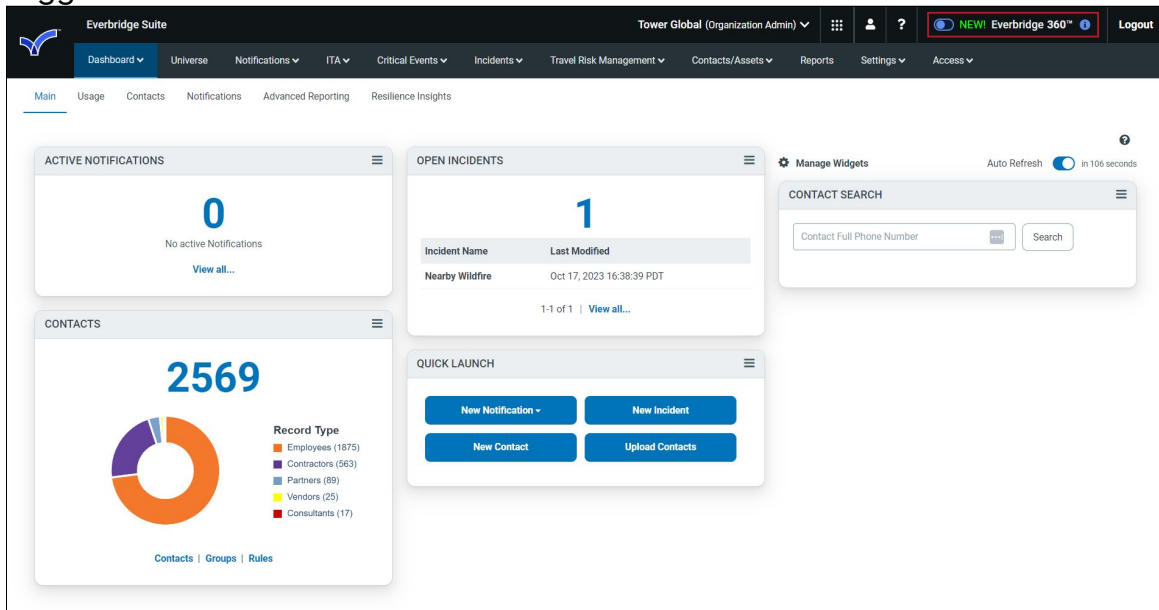 Everbridge Suite
Tower Global (Organization Admin)
?
NEW! Everbridge 360™
Logout
Dashboard
Universe
Notifications
ITA
Critical Events
Incidents
Travel Risk Management
Contacts/Assets
Reports
Settings
Access
Main
Usage
Contacts
Notifications
Advanced Reporting
Resilience Insights
Manage Widgets
Auto Refresh
in 106 seconds
ACTIVE NOTIFICATIONS
0
No active Notifications
View all...
OPEN INCIDENTS
1
Incident Name Last Modified
Nearby Wildfire Oct 17, 2023 16:38:39 PDT
1-1 of 1 | View all...
CONTACT SEARCH
Contact Full Phone Number
Search
CONTACTS
2569
Record Type
Employees (1875)
Contractors (563)
Partners (89)
Vendors (25)
Consultants (17)
Contacts | Groups | Rules
QUICK LAUNCH
New Notification
New Incident
New Contact
Upload Contacts